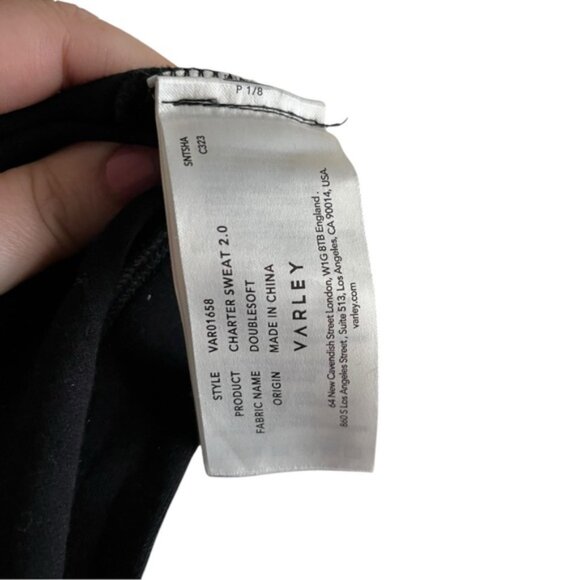 P 1/8
SNTSHA
C323
STYLE VAR01658
PRODUCT CHARTER SWEAT 2.0
FABRIC NAME DOUBLESOFT
ORIGIN MADE IN CHINA
VARLEY
64 New Cavendish Street London, W1G 8TB England.
860 S Los Angeles Street, Suite 513, Los Angeles, CA 90014, USA.
varley.com